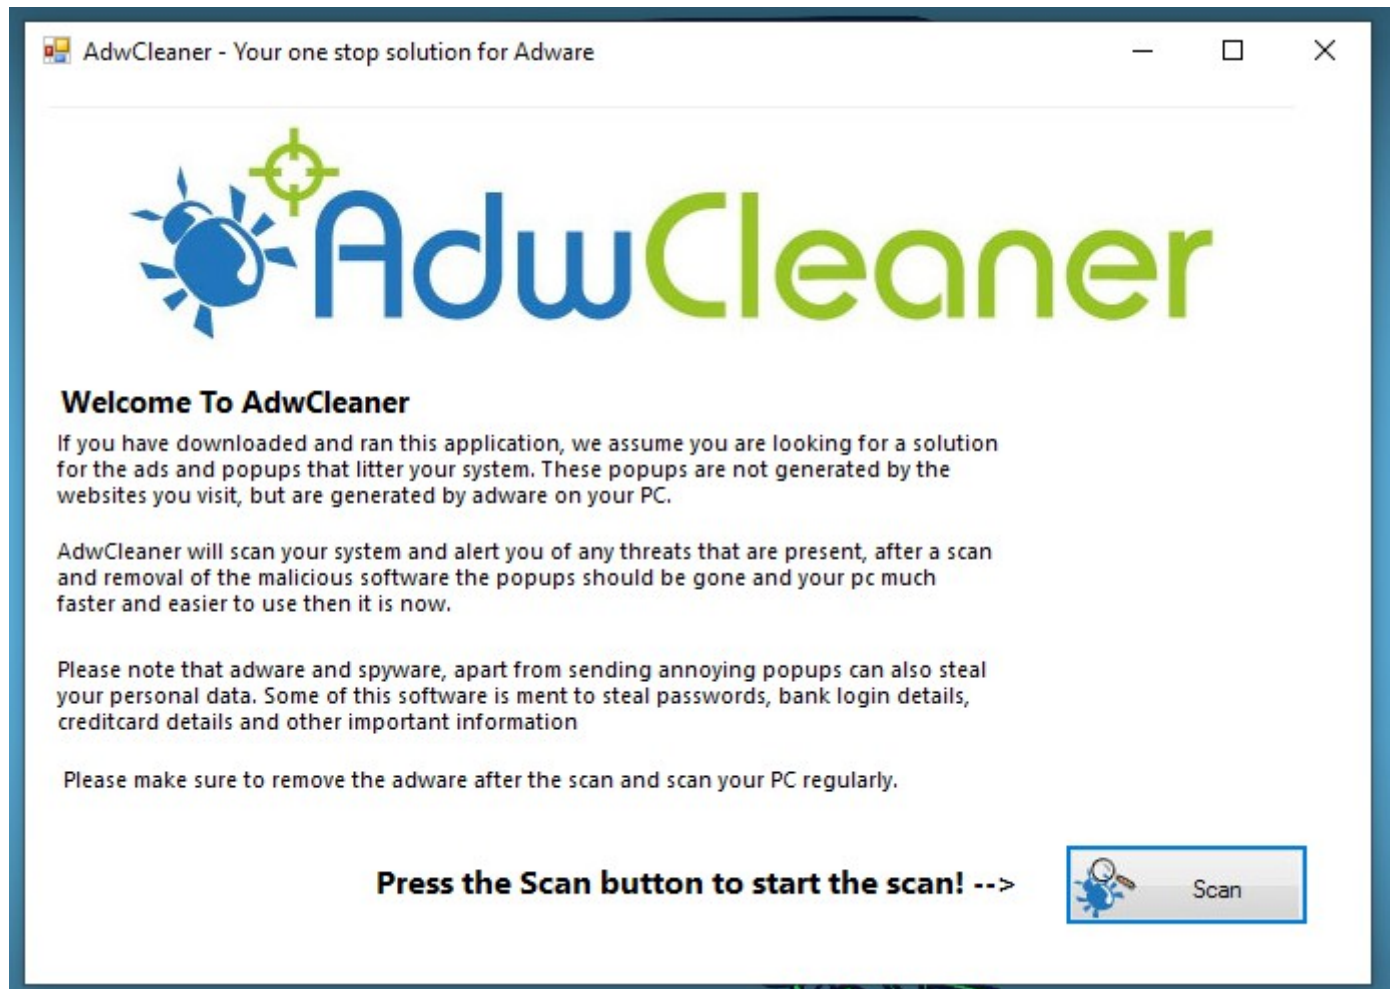 AdwCleaner - Your one stop solution for Adware
AdwCleaner
Welcome To AdwCleaner
If you have downloaded and ran this application, we assume you are looking for a solution
for the ads and popups that litter your system. These popups are not generated by the
websites you visit, but are generated by adware on your PC.
AdwCleaner will scan your system and alert you of any threats that are present, after a scan
and removal of the malicious software the popups should be gone and your pc much
faster and easier to use then it is now.
Please note that adware and spyware, apart from sending annoying popups can also steal
your personal data. Some of this software is ment to steal passwords, bank login details,
creditcard details and other important information
Please make sure to remove the adware after the scan and scan your PC regularly.
Press the Scan button to start the scan! -->
Scan